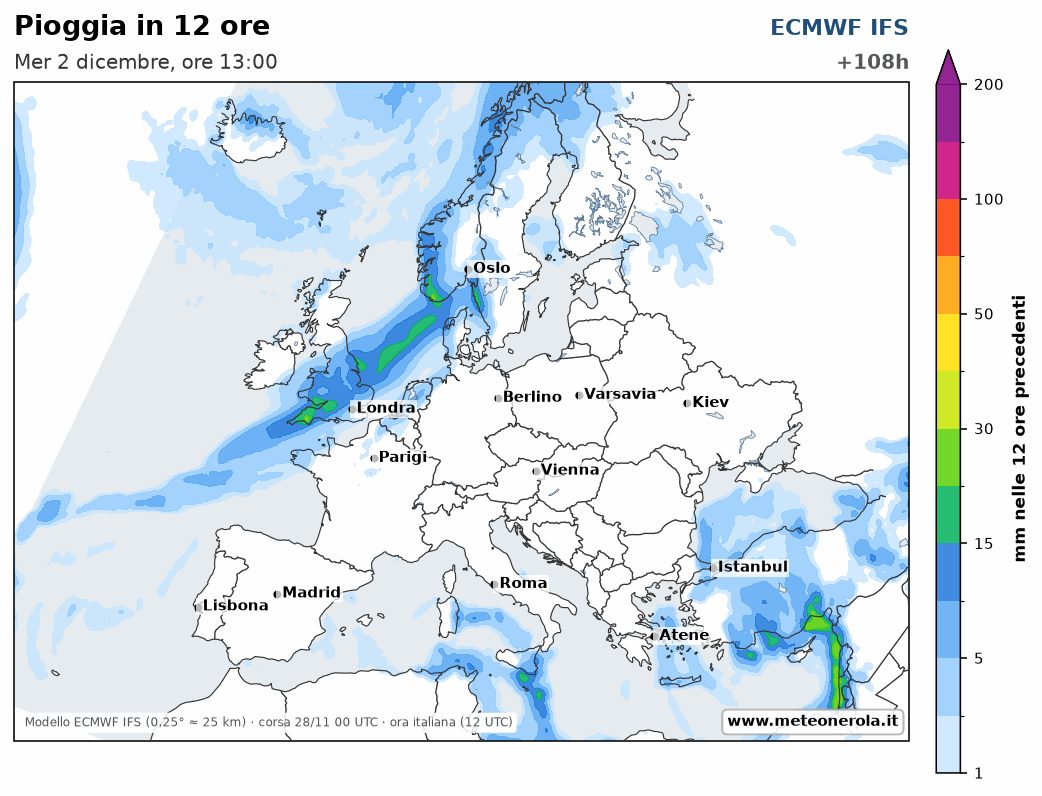 Pioggia in 12 ore
ECMWF IFS
Mer 2 dicembre, ore 13:00
+108h
200
100
50
30
15
5
1
mm nelle 12 ore precedenti
Oslo
Londra
Berlino
Varsavia
Kiev
Parigi
Vienna
Istanbul
Roma
Madrid
Lisbona
Atene
Modello ECMWF IFS (0,25° ≈ 25 km) · corsa 28/11 00 UTC · ora italiana (12 UTC)
www.meteonerola.it